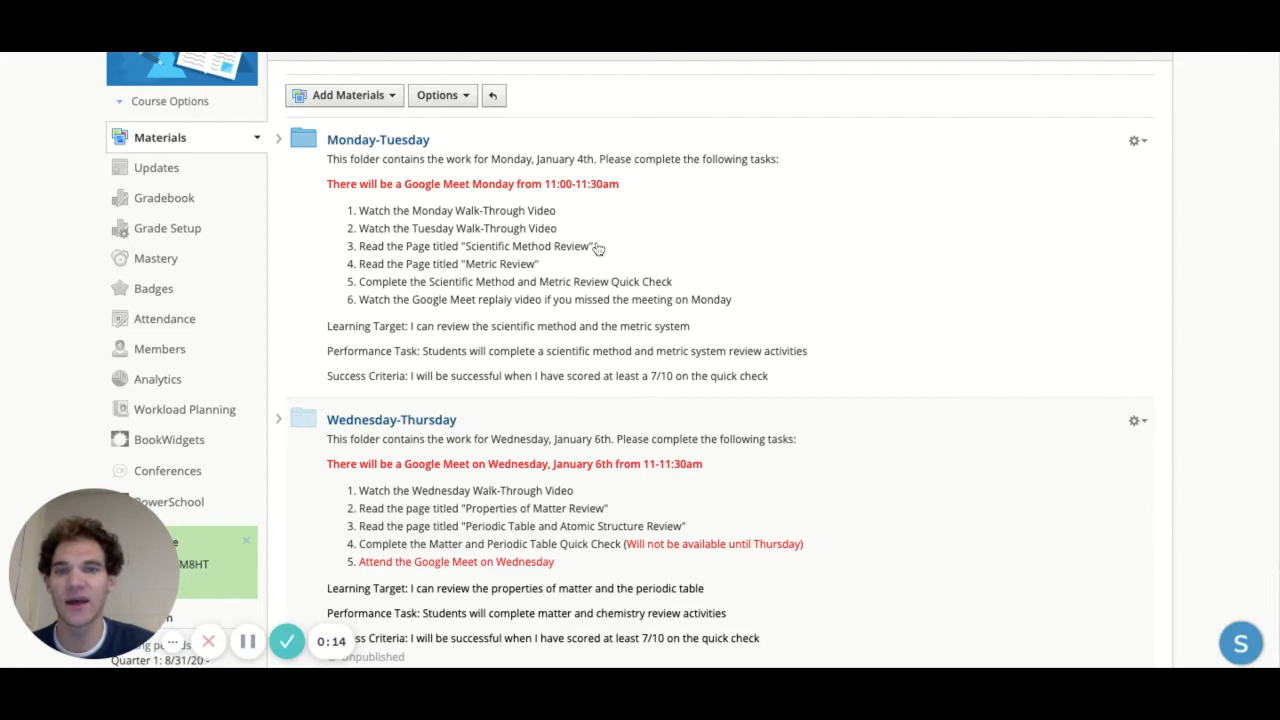 Course Options
Add Materials
Options
Materials
Updates
Gradebook
Grade Setup
Mastery
Badges
Attendance
Members
Analytics
Workload Planning
BookWidgets
Conferences
PowerSchool
M8HT
Quarter 1: 8/31/20 -
Monday-Tuesday
This folder contains the work for Monday, January 4th. Please complete the following tasks:
There will be a Google Meet Monday from 11:00-11:30am
1. Watch the Monday Walk-Through Video
2. Watch the Tuesday Walk-Through Video
3. Read the Page titled "Scientific Method Review"
4. Read the Page titled "Metric Review"
5. Complete the Scientific Method and Metric Review Quick Check
6. Watch the Google Meet replaiy video if you missed the meeting on Monday
Learning Target: I can review the scientific method and the metric system
Performance Task: Students will complete a scientific method and metric system review activities
Success Criteria: I will be successful when I have scored at least a 7/10 on the quick check
Wednesday-Thursday
This folder contains the work for Wednesday, January 6th. Please complete the following tasks:
There will be a Google Meet on Wednesday, January 6th from 11-11:30am
1. Watch the Wednesday Walk-Through Video
2. Read the page titled "Properties of Matter Review"
3. Read the page titled "Periodic Table and Atomic Structure Review"
4. Complete the Matter and Periodic Table Quick Check (Will not be available until Thursday)
5. Attend the Google Meet on Wednesday
Learning Target: I can review the properties of matter and the periodic table
Performance Task: Students will complete matter and chemistry review activities
ess Criteria: I will be successful when I have scored at least 7/10 on the quick check
Unpublished
0:14
S